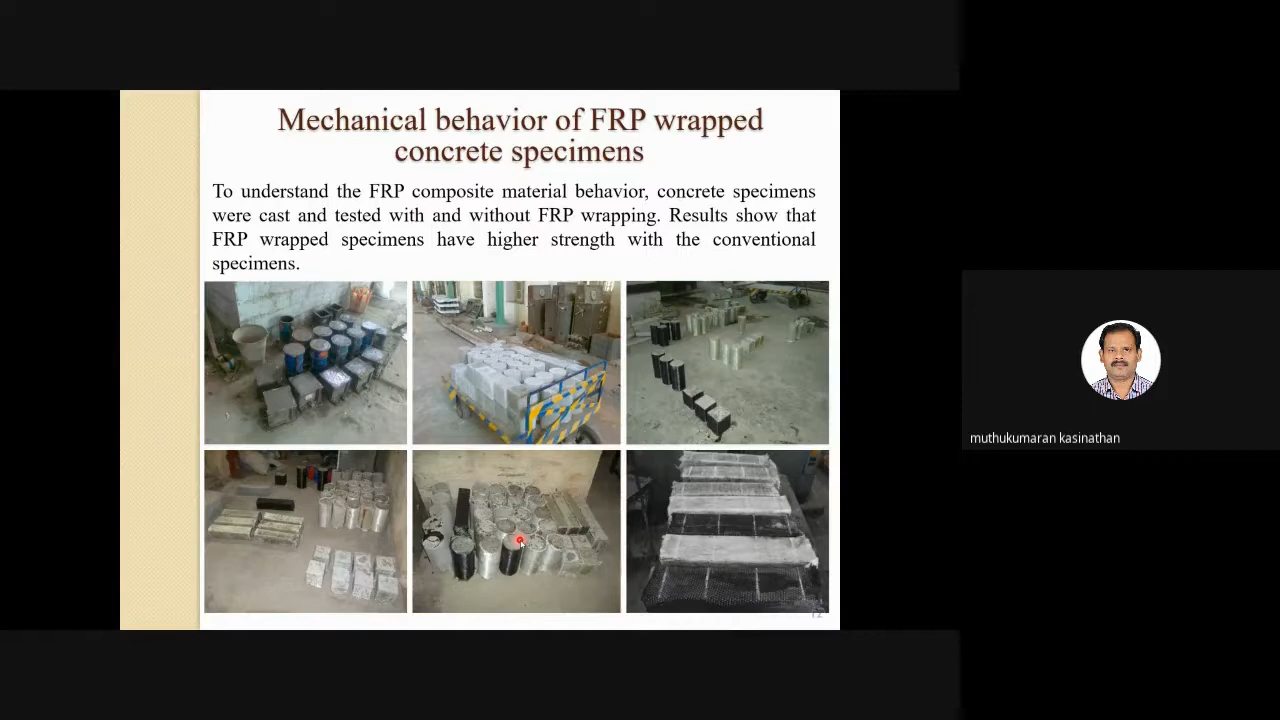 Mechanical behavior of FRP wrapped
concrete specimens
To understand the FRP composite material behavior, concrete specimens
were cast and tested with and without FRP wrapping. Results show that
FRP wrapped specimens have higher strength with the conventional
specimens.
72
muthukumaran kasinathan